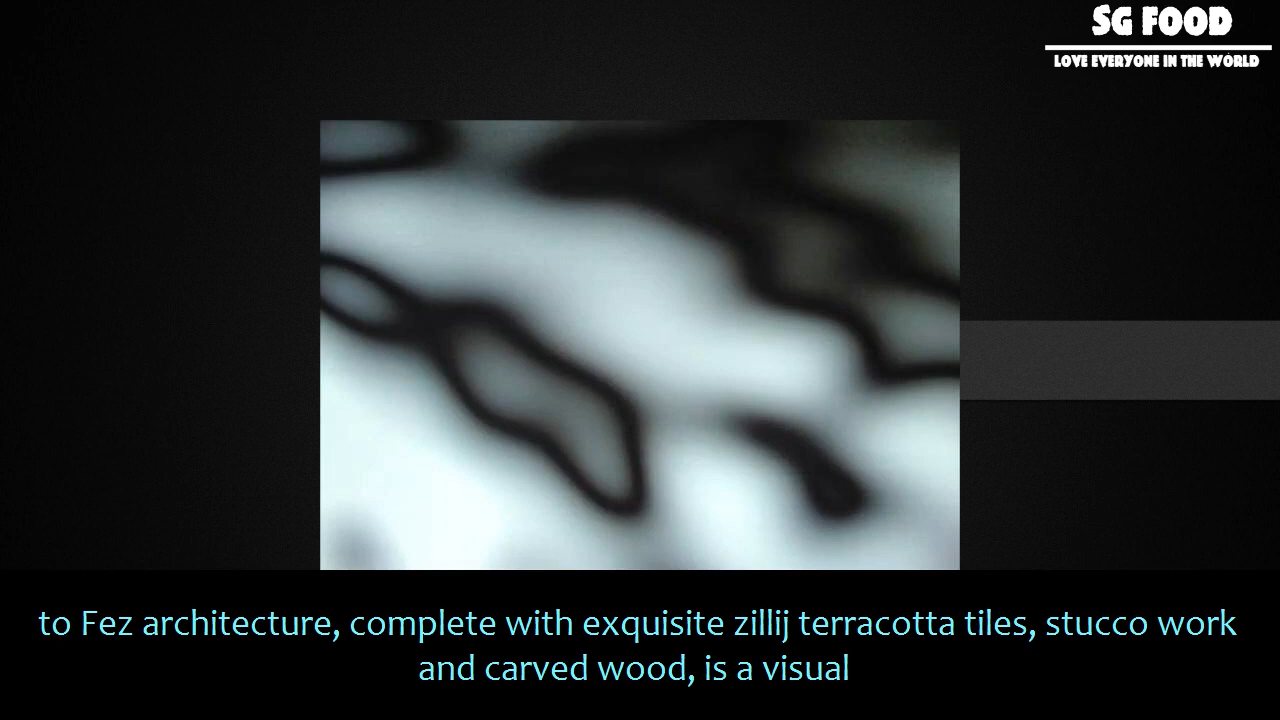 SG FOOD
LOVE EVERYONE IN THE WORLD
to Fez architecture, complete with exquisite zillij terracotta tiles, stucco work
and carved wood, is a visual